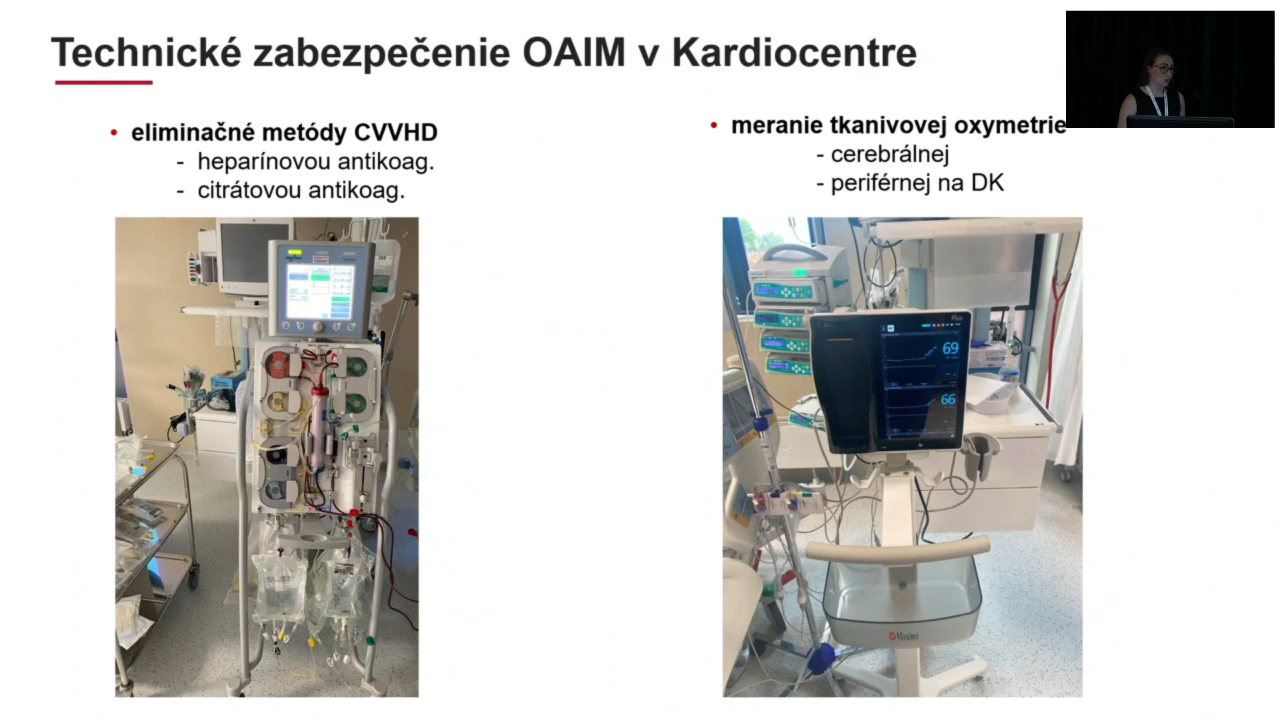 Technické zabezpečenie OAIM v Kardiocentre
• eliminačné metódy CVVHD
- heparínovou antikoag.
- citrátovou antikoag.
• meranie tkanivovej oxymetrie
- cerebrálnej
- periférnej na DK
69
66
Masimo